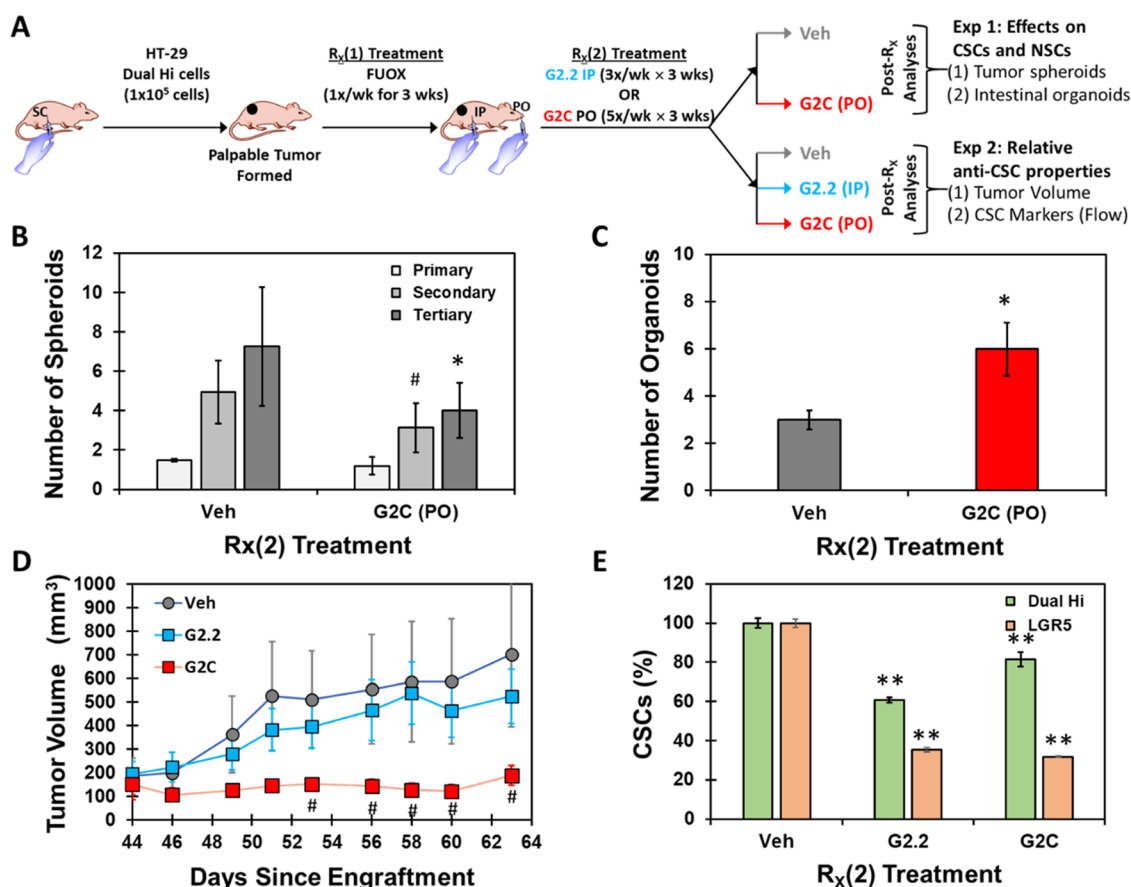 A
SC
HT-29
Dual Hi cells
(1x10⁵ cells)
Palpable Tumor
Formed
Rₓ(1) Treatment
FUOX
(1x/wk for 3 wks)
IP
PO
Rₓ(2) Treatment
G2.2 IP (3x/wk × 3 wks)
OR
G2C PO (5x/wk × 3 wks)
Veh
G2C (PO)
Post-Rₓ
Analyses
Exp 1: Effects on
CSCs and NSCs
(1) Tumor spheroids
(2) Intestinal organoids
Veh
G2.2 (IP)
G2C (PO)
Post-Rₓ
Analyses
Exp 2: Relative
anti-CSC properties
(1) Tumor Volume
(2) CSC Markers (Flow)
B
Number of Spheroids
12
10
8
6
4
2
0
Primary
Secondary
Tertiary
#
*
Veh
G2C (PO)
Rx(2) Treatment
C
Number of Organoids
10
8
6
4
2
0
*
Veh
G2C (PO)
Rx(2) Treatment
D
Tumor Volume (mm³)
1000
900
800
700
600
500
400
300
200
100
0
Veh
G2.2
G2C
# # # # #
44 46 48 50 52 54 56 58 60 62 64
Days Since Engraftment
E
CSCs (%)
120
100
80
60
40
20
0
Dual Hi
LGR5
**
**
**
**
Veh
G2.2
G2C
Rₓ(2) Treatment